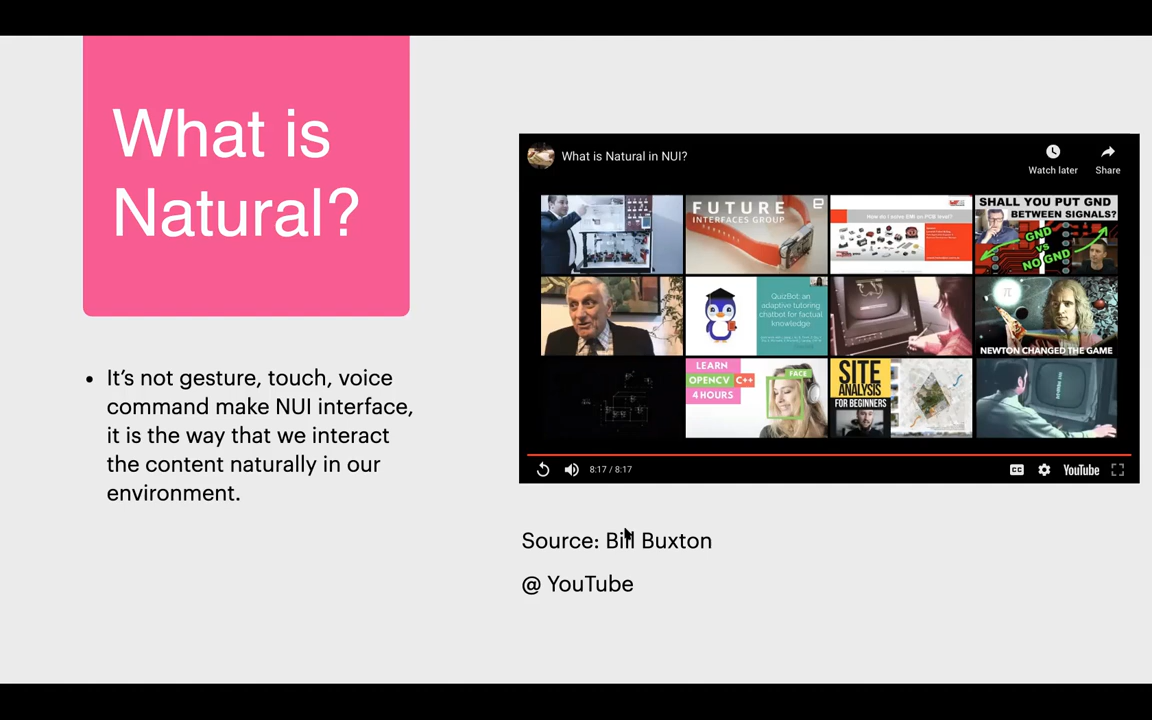 What is
Natural?
It’s not gesture, touch, voice
command make NUI interface,
it is the way that we interact
the content naturally in our
environment.
What is Natural in NUI?
Watch later
Share
FUTURE
INTERFACES GROUP
How do I solve EMI on PCB level?
SHALL YOU PUT GND
BETWEEN SIGNALS?
GND
VS
NO GND
QuizBot: an
adaptive tutoring
chatbot for factual
knowledge
π
NEWTON CHANGED THE GAME
LEARN
OPENCV C++
4 HOURS
FACE
SITE
ANALYSIS
FOR BEGINNERS
8:17 / 8:17
CC
YouTube
Source: Bill Buxton
@ YouTube